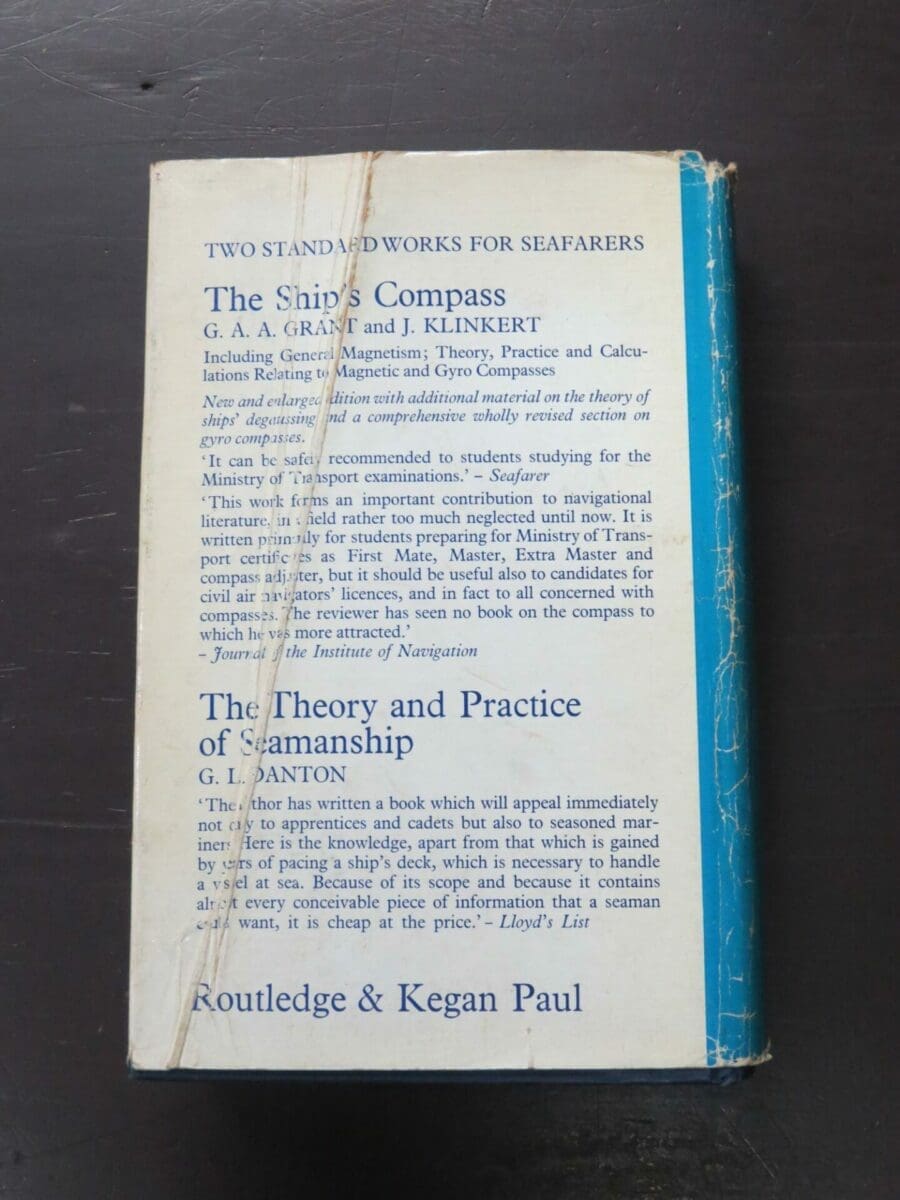 TWO STANDARD WORKS FOR SEAFARERS
The Ship's Compass
G. A. A. GRANT and J. KLINKERT
Including General Magnetism; Theory, Practice and Calcu-
lations Relating to Magnetic and Gyro Compasses
New and enlarged edition with additional material on the theory of
ships' degaussing and a comprehensive wholly revised section on
gyro compasses.
'It can be safely recommended to students studying for the
Ministry of Transport examinations.' – Seafarer
'This work forms an important contribution to navigational
literature, in a field rather too much neglected until now. It is
written primarily for students preparing for Ministry of Trans-
port certificates as First Mate, Master, Extra Master and
compass adjuster, but it should be useful also to candidates for
civil air navigators' licences, and in fact to all concerned with
compasses. The reviewer has seen no book on the compass to
which he was more attracted.'
– Journal of the Institute of Navigation
The Theory and Practice
of Seamanship
G. L. DANTON
'The author has written a book which will appeal immediately
not only to apprentices and cadets but also to seasoned mar-
iners. Here is the knowledge, apart from that which is gained
by years of pacing a ship's deck, which is necessary to handle
a vessel at sea. Because of its scope and because it contains
almost every conceivable piece of information that a seaman
could want, it is cheap at the price.' – Lloyd's List
Routledge & Kegan Paul